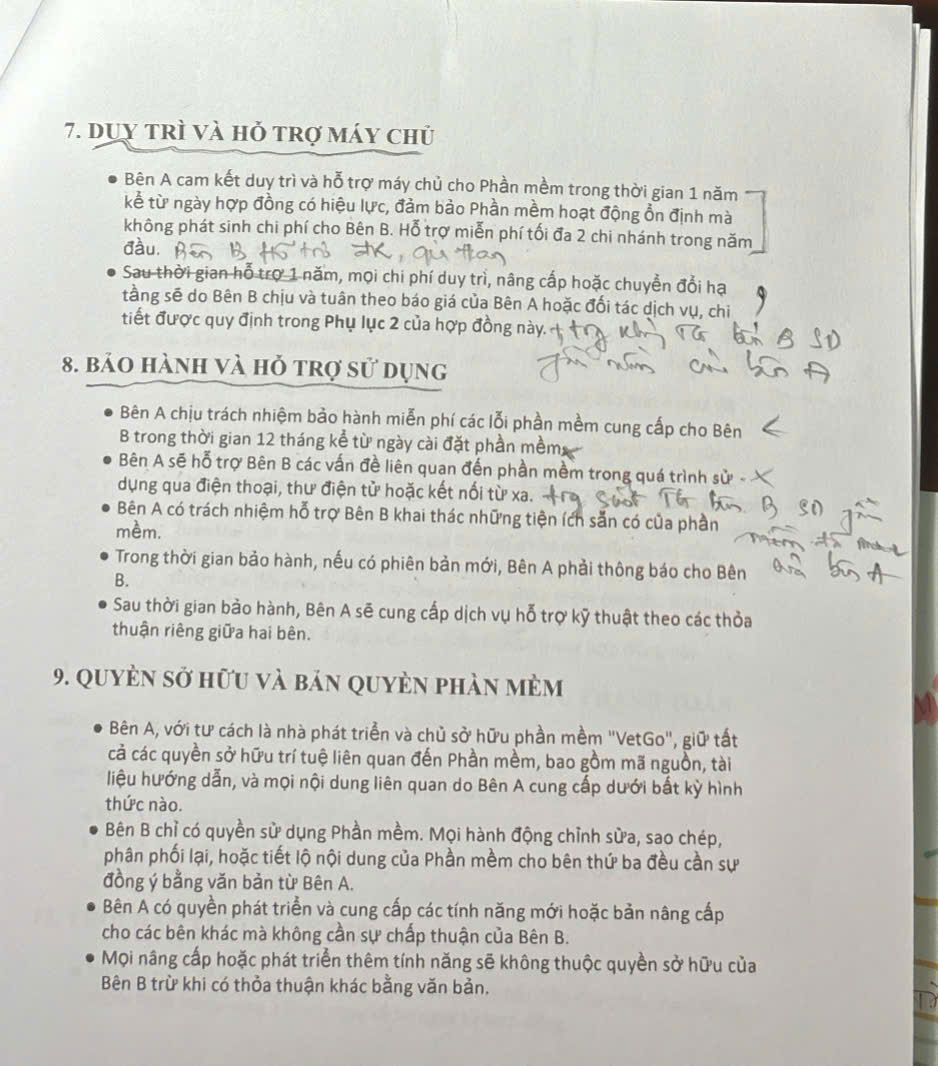 7. DUY TRÌ VÀ HỖ TRỢ MÁY CHỦ
● Bên A cam kết duy trì và hỗ trợ máy chủ cho Phần mềm trong thời gian 1 năm
kể từ ngày hợp đồng có hiệu lực, đảm bảo Phần mềm hoạt động ổn định mà
không phát sinh chi phí cho Bên B. Hỗ trợ miễn phí tối đa 2 chi nhánh trong năm
đầu. Bên B hỗ trợ
● Sau thời gian hỗ trợ 1 năm, mọi chi phí duy trì, nâng cấp hoặc chuyển đổi hạ
tầng sẽ do Bên B chịu và tuân theo báo giá của Bên A hoặc đối tác dịch vụ, chi
tiết được quy định trong Phụ lục 2 của hợp đồng này. TG bên B SD
bên A
8. BẢO HÀNH VÀ HỖ TRỢ SỬ DỤNG
● Bên A chịu trách nhiệm bảo hành miễn phí các lỗi phần mềm cung cấp cho Bên
B trong thời gian 12 tháng kể từ ngày cài đặt phần mềm.
● Bên A sẽ hỗ trợ Bên B các vấn đề liên quan đến phần mềm trong quá trình sử
dụng qua điện thoại, thư điện tử hoặc kết nối từ xa. trg suốt TG bên B SD
● Bên A có trách nhiệm hỗ trợ Bên B khai thác những tiện ích sẵn có của phần
mềm. mềm
● Trong thời gian bảo hành, nếu có phiên bản mới, Bên A phải thông báo cho Bên
B. của bên A
● Sau thời gian bảo hành, Bên A sẽ cung cấp dịch vụ hỗ trợ kỹ thuật theo các thỏa
thuận riêng giữa hai bên.
9. QUYỀN SỞ HỮU VÀ BẢN QUYỀN PHẦN MỀM
● Bên A, với tư cách là nhà phát triển và chủ sở hữu phần mềm "VetGo", giữ tất
cả các quyền sở hữu trí tuệ liên quan đến Phần mềm, bao gồm mã nguồn, tài
liệu hướng dẫn, và mọi nội dung liên quan do Bên A cung cấp dưới bất kỳ hình
thức nào.
● Bên B chỉ có quyền sử dụng Phần mềm. Mọi hành động chỉnh sửa, sao chép,
phân phối lại, hoặc tiết lộ nội dung của Phần mềm cho bên thứ ba đều cần sự
đồng ý bằng văn bản từ Bên A.
● Bên A có quyền phát triển và cung cấp các tính năng mới hoặc bản nâng cấp
cho các bên khác mà không cần sự chấp thuận của Bên B.
● Mọi nâng cấp hoặc phát triển thêm tính năng sẽ không thuộc quyền sở hữu của
Bên B trừ khi có thỏa thuận khác bằng văn bản.